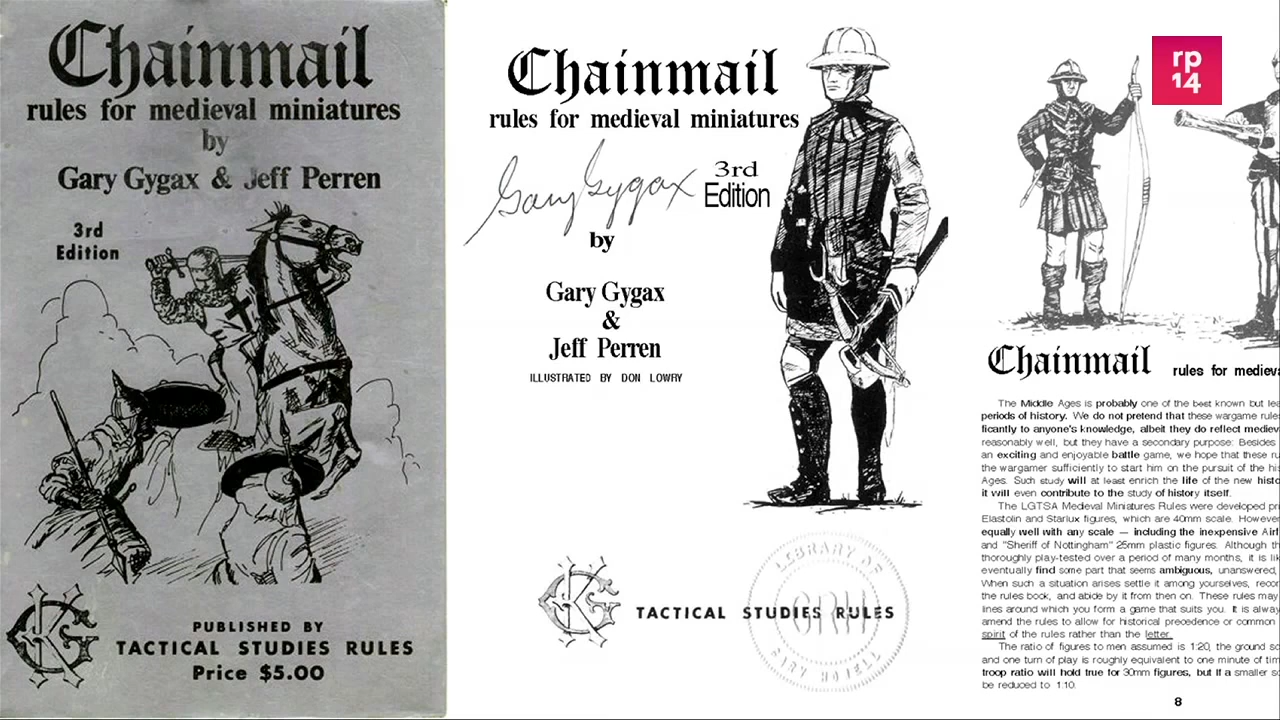 Chainmail
rules for medieval miniatures
by
Gary Gygax & Jeff Perren
3rd
Edition
PUBLISHED BY
TACTICAL STUDIES RULES
Price $5.00
Chainmail
rules for medieval miniatures
Gary Gygax
3rd
Edition
by
Gary Gygax
&
Jeff Perren
ILLUSTRATED BY DON LOWRY
TACTICAL STUDIES RULES
LIBRARY OF
GRH
GARY HOWELL
rp
14
Chainmail rules for medieva
The Middle Ages is probably one of the best known but lea
periods of history. We do not pretend that these wargame rule
ficantly to anyone's knowledge, albeit they do reflect mediev
reasonably well, but they have a secondary purpose: Besides
an exciting and enjoyable battle game, we hope that these ru
the wargamer sufficiently to start him on the pursuit of the his
Ages. Such study will at least enrich the life of the new histo
it will even contribute to the study of history itself.
The LGTSA Medieval Miniatures Rules were developed pri
Elastolin and Starlux figures, which are 40mm scale. However
equally well with any scale — including the inexpensive Airf
and "Sheriff of Nottingham" 25mm plastic figures. Although th
thoroughly play-tested over a period of many months, it is lik
eventually find some part that seems ambiguous, unanswered,
When such a situation arises settle it among yourselves, recor
the rules book, and abide by it from then on. These rules may
lines around which you form a game that suits you. It is alway
amend the rules to allow for historical precedence or common
spirit of the rules rather than the letter.
The ratio of figures to men assumed is 1:20, the ground sc
and one turn of play is roughly equivalent to one minute of tim
troop ratio will hold true for 30mm figures, but if a smaller sc
be reduced to 1:10.
8